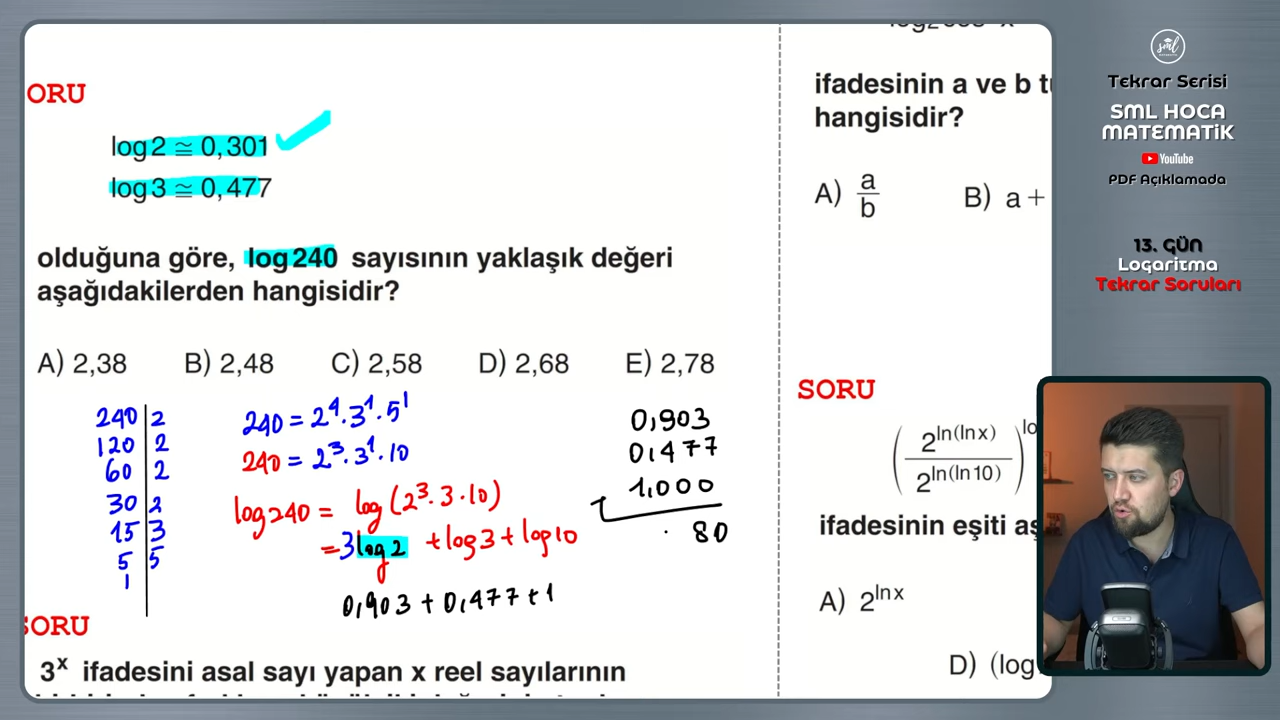 ORU
log2 ≅ 0,301
log3 ≅ 0,477
olduğuna göre, log240 sayısının yaklaşık değeri
aşağıdakilerden hangisidir?
A) 2,38 B) 2,48 C) 2,58 D) 2,68 E) 2,78
240 | 2
120 | 2
60 | 2
30 | 2
15 | 3
5 | 5
1
240 = 2⁴·3¹·5¹
240 = 2³·3¹·10
log240 = log(2³·3·10)
= 3log2 + log3 + log10
0,903 + 0,477 + 1
0,903
0,477
1,000
80
SORU
3ˣ ifadesini asal sayı yapan x reel sayılarının
ifadesinin a ve b
hangisidir?
A) a/b B) a +
SORU
(2^ln(ln x) / 2^ln(ln 10))
ifadesinin eşiti
A) 2^ln x
D) (log
Tekrar Serisi
SML HOCA
MATEMATİK
YouTube
PDF Açıklamada
13. GÜN
Logaritma
Tekrar Soruları